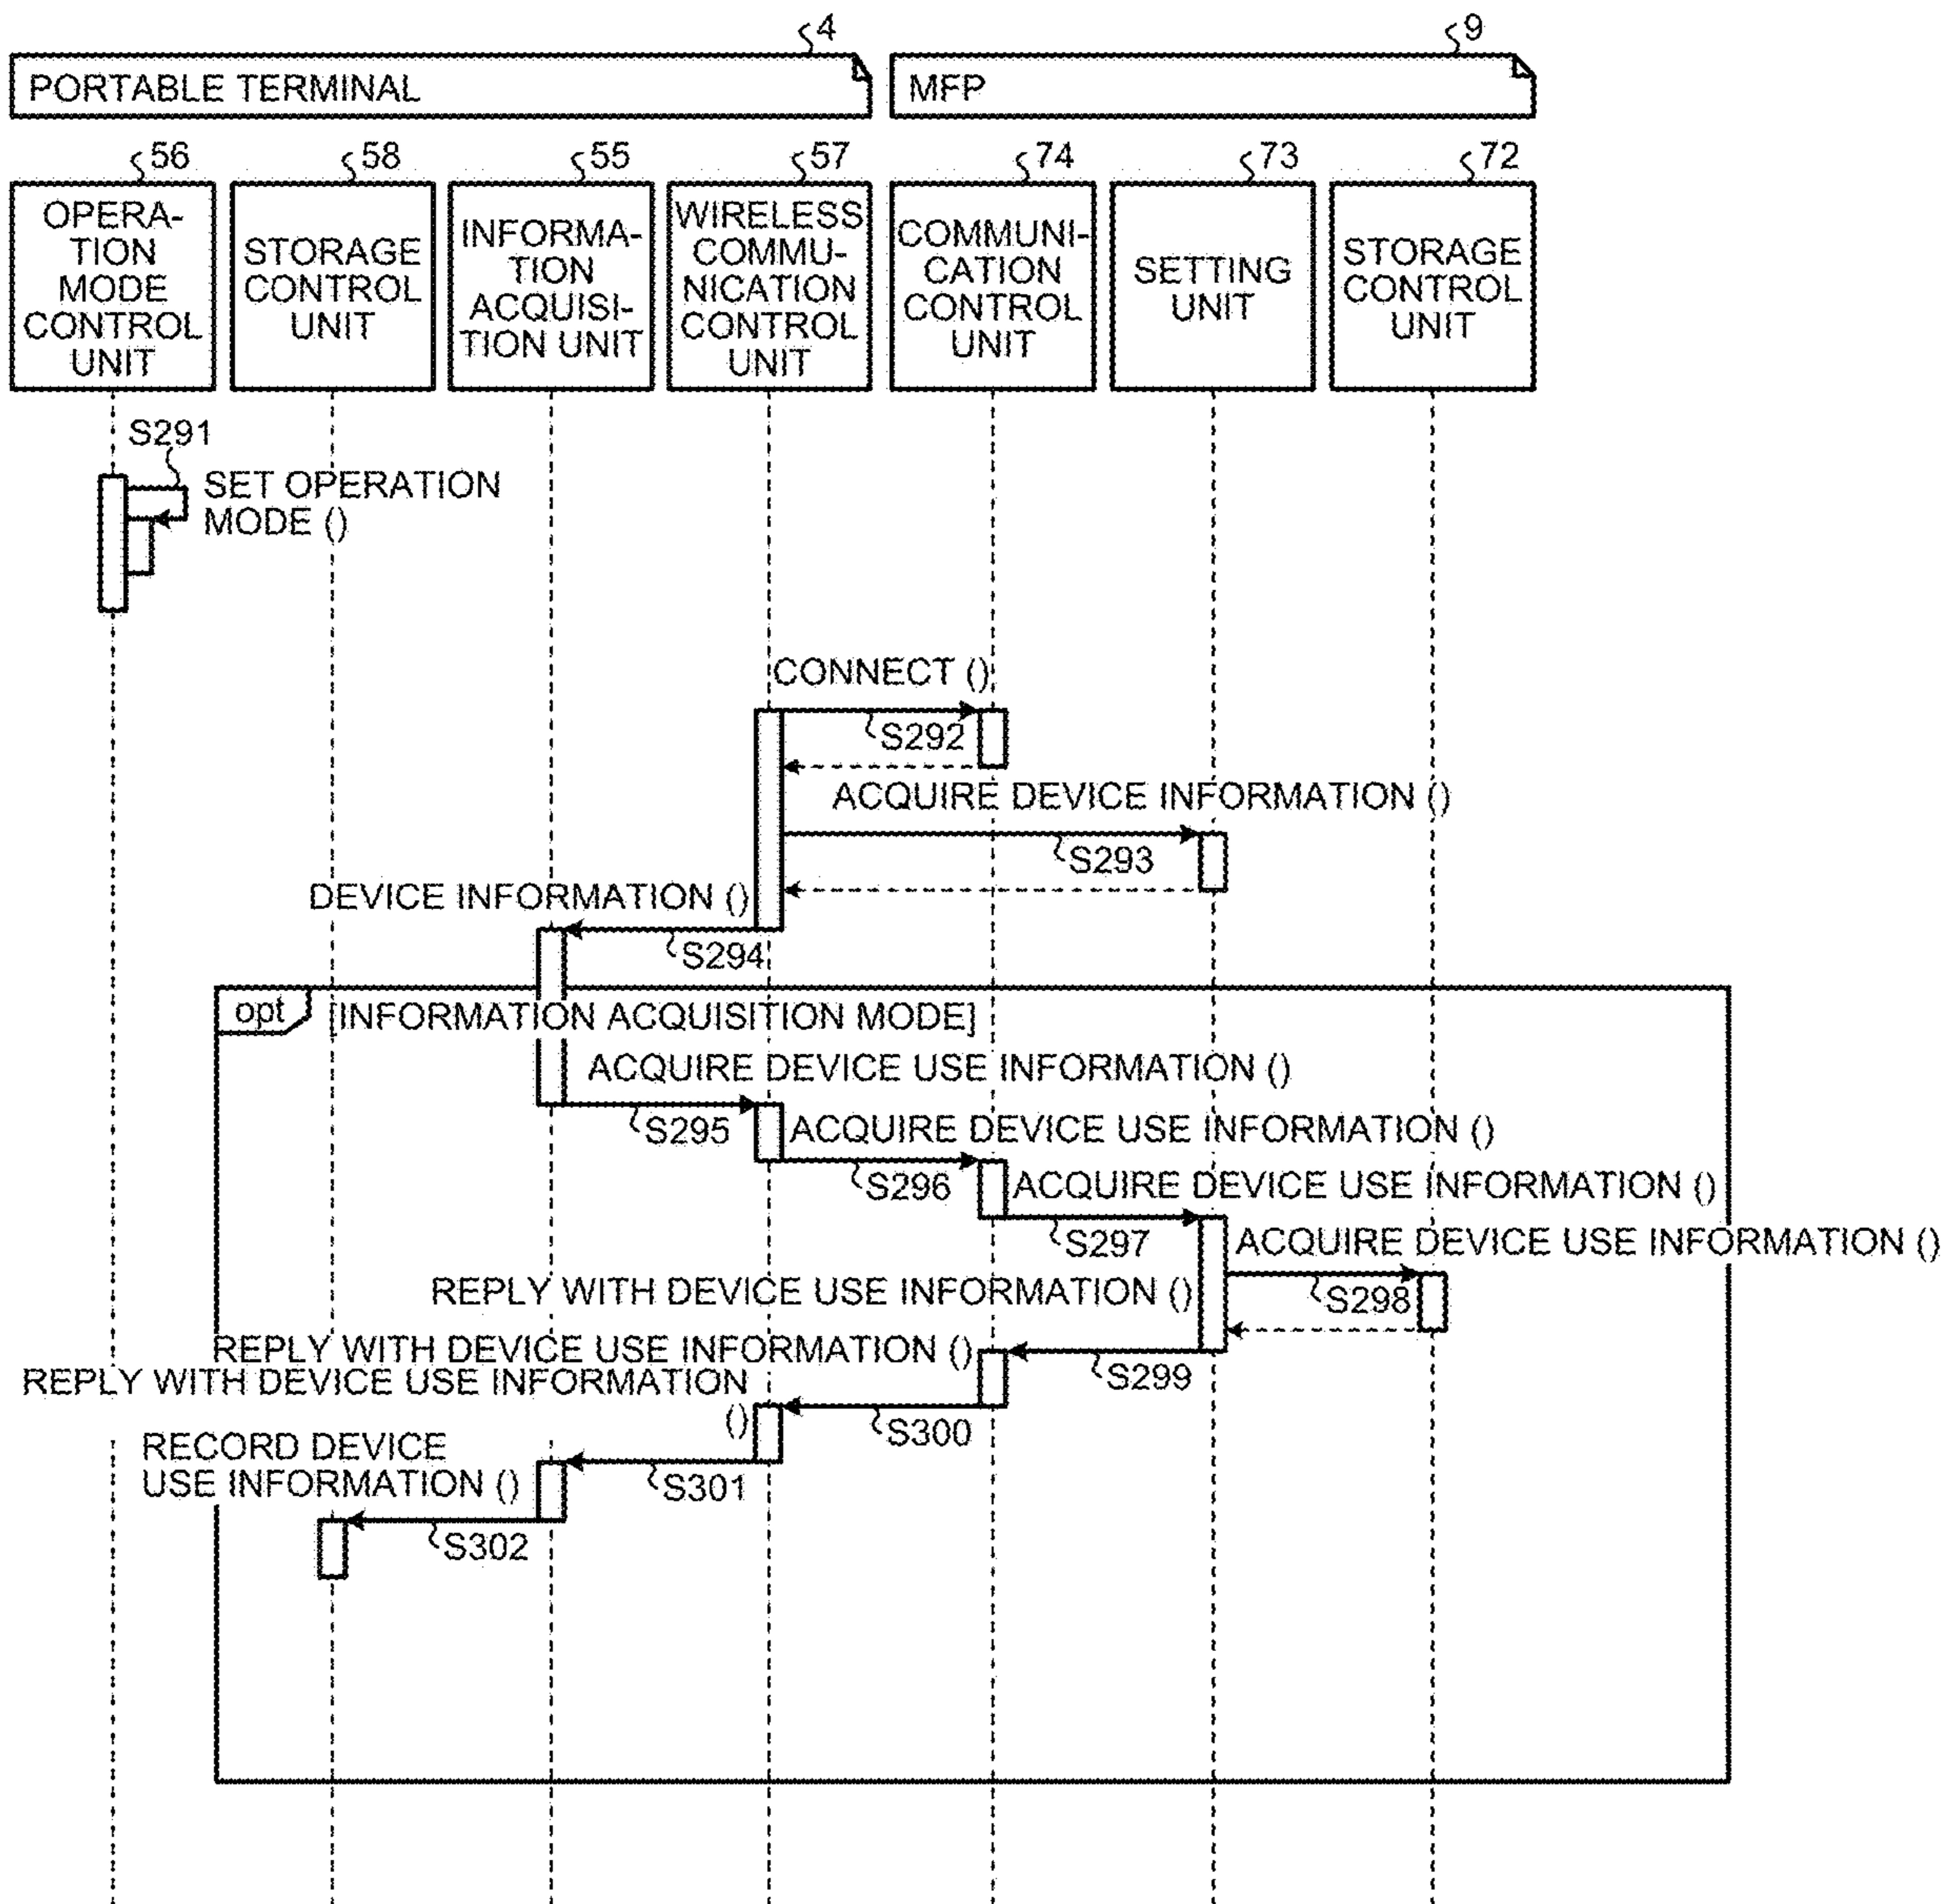 4
9
PORTABLE TERMINAL
MFP
56
58
55
57
74
73
72
OPERA-
TION
MODE
CONTROL
UNIT
STORAGE
CONTROL
UNIT
INFORMA-
TION
ACQUISI-
TION UNIT
WIRELESS
COMMU-
NICATION
CONTROL
UNIT
COMMUNI-
CATION
CONTROL
UNIT
SETTING
UNIT
STORAGE
CONTROL
UNIT
S291
SET OPERATION
MODE ()
CONNECT ()
S292
ACQUIRE DEVICE INFORMATION ()
S293
DEVICE INFORMATION ()
S294
opt
[INFORMATION ACQUISITION MODE]
ACQUIRE DEVICE USE INFORMATION ()
S295
ACQUIRE DEVICE USE INFORMATION ()
S296
ACQUIRE DEVICE USE INFORMATION ()
S297
ACQUIRE DEVICE USE INFORMATION ()
S298
REPLY WITH DEVICE USE INFORMATION ()
S299
REPLY WITH DEVICE USE INFORMATION ()
S300
REPLY WITH DEVICE USE INFORMATION
()
S301
RECORD DEVICE
USE INFORMATION ()
S302